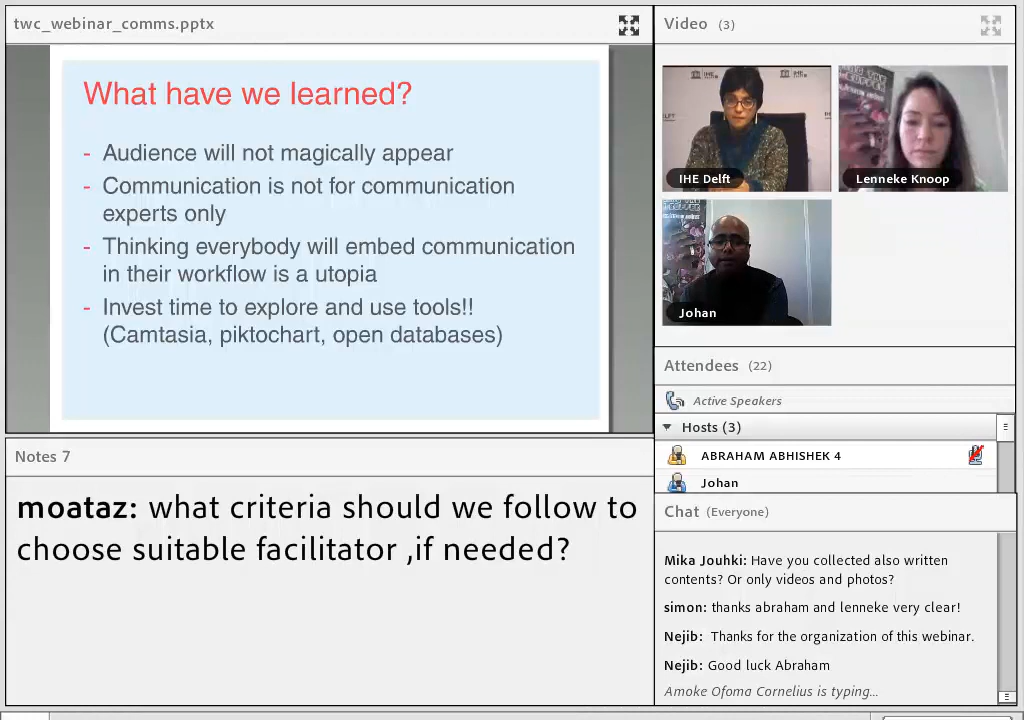 twc_webinar_comms.pptx
What have we learned?
- Audience will not magically appear
- Communication is not for communication
experts only
- Thinking everybody will embed communication
in their workflow is a utopia
- Invest time to explore and use tools!!
(Camtasia, piktochart, open databases)
Notes 7
moataz: what criteria should we follow to
choose suitable facilitator ,if needed?
Video (3)
IHE Delft
Lenneke Knoop
Johan
Attendees (22)
Active Speakers
Hosts (3)
ABRAHAM ABHISHEK 4
Johan
Chat (Everyone)
Mika Jouhki: Have you collected also written
contents? Or only videos and photos?
simon: thanks abraham and lenneke very clear!
Nejib: Thanks for the organization of this webinar.
Nejib: Good luck Abraham
Amoke Ofoma Cornelius is typing...